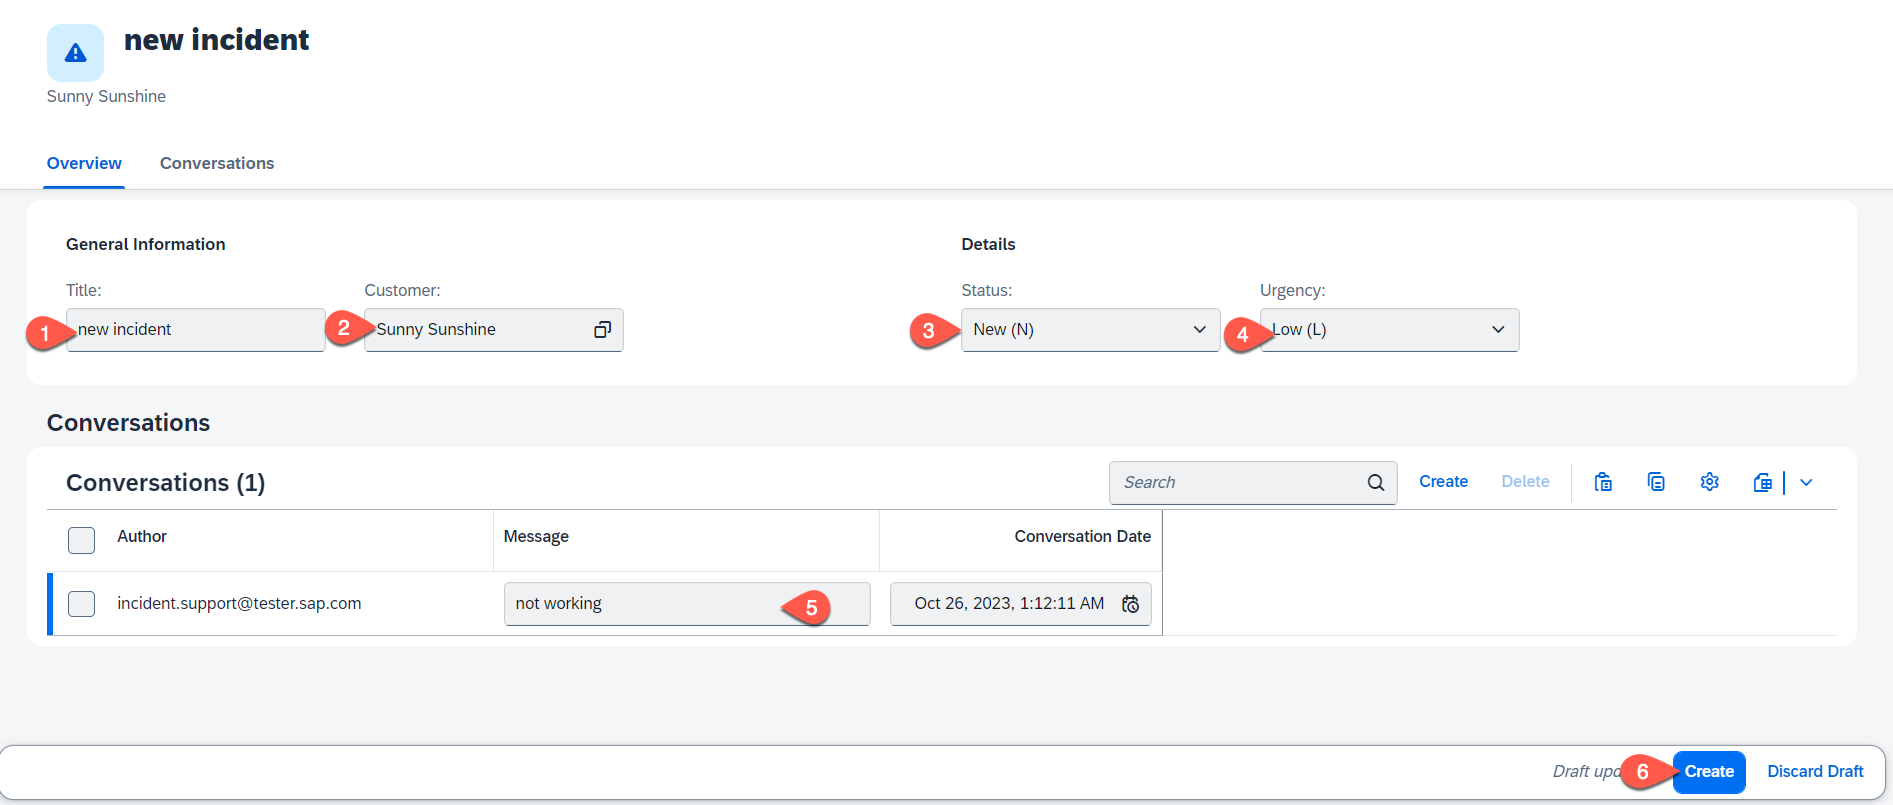 new incident
Sunny Sunshine
Overview Conversations
General Information Details
Title: Customer: Status: Urgency:
1 new incident 2 Sunny Sunshine 3 New (N) 4 Low (L)
Conversations
Conversations (1) Search Create Delete
Author Message Conversation Date
incident.support@tester.sap.com not working 5 Oct 26, 2023, 1:12:11 AM
Draft 6 Create Discard Draft